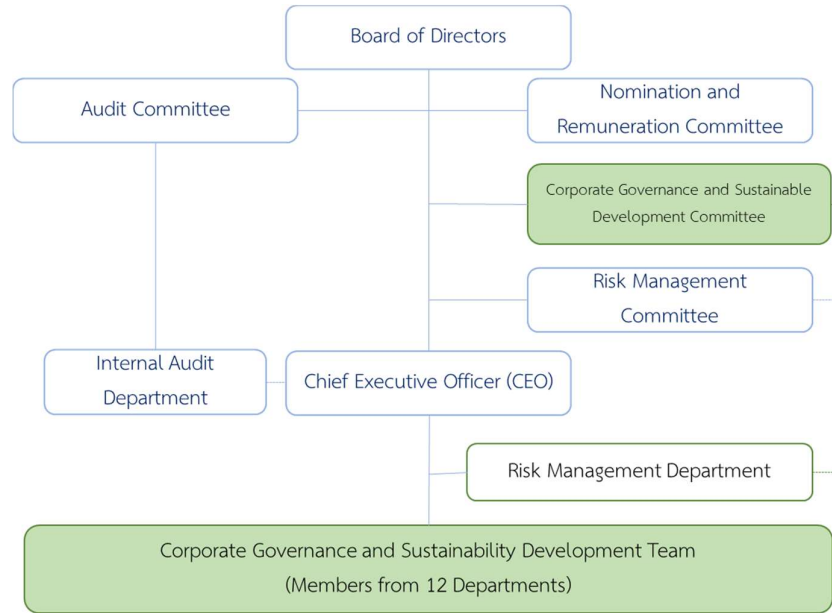 Board of Directors
Audit Committee
Nomination and
Remuneration Committee
Corporate Governance and Sustainable
Development Committee
Risk Management
Committee
Internal Audit
Department
Chief Executive Officer (CEO)
Risk Management Department
Corporate Governance and Sustainability Development Team
(Members from 12 Departments)